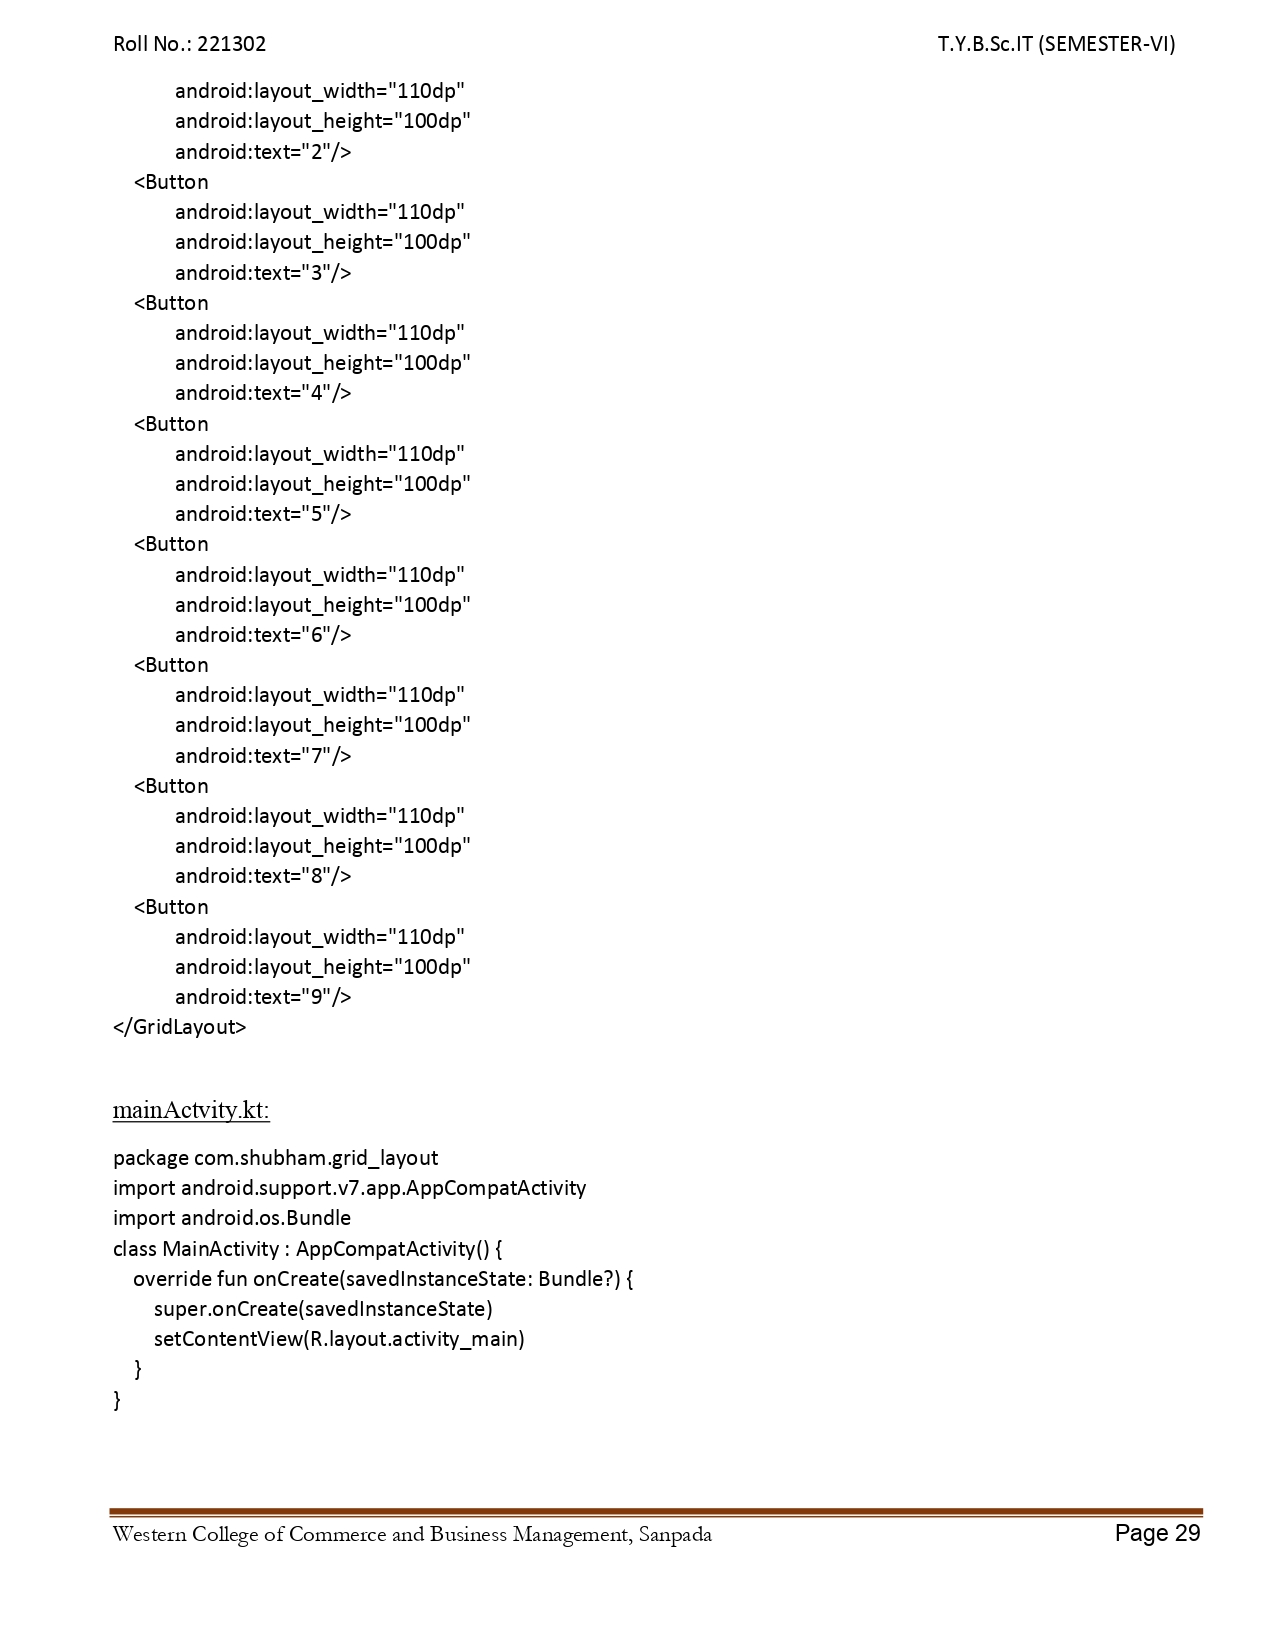 Roll No.: 221302 T.Y.B.Sc.IT (SEMESTER-VI)
android:layout_width="110dp"
android:layout_height="100dp"
android:text="2"/>
<Button
android:layout_width="110dp"
android:layout_height="100dp"
android:text="3"/>
<Button
android:layout_width="110dp"
android:layout_height="100dp"
android:text="4"/>
<Button
android:layout_width="110dp"
android:layout_height="100dp"
android:text="5"/>
<Button
android:layout_width="110dp"
android:layout_height="100dp"
android:text="6"/>
<Button
android:layout_width="110dp"
android:layout_height="100dp"
android:text="7"/>
<Button
android:layout_width="110dp"
android:layout_height="100dp"
android:text="8"/>
<Button
android:layout_width="110dp"
android:layout_height="100dp"
android:text="9"/>
</GridLayout>
mainActvity.kt:
package com.shubham.grid_layout
import android.support.v7.app.AppCompatActivity
import android.os.Bundle
class MainActivity : AppCompatActivity() {
override fun onCreate(savedInstanceState: Bundle?) {
super.onCreate(savedInstanceState)
setContentView(R.layout.activity_main)
}
}
Western College of Commerce and Business Management, Sanpada Page 29